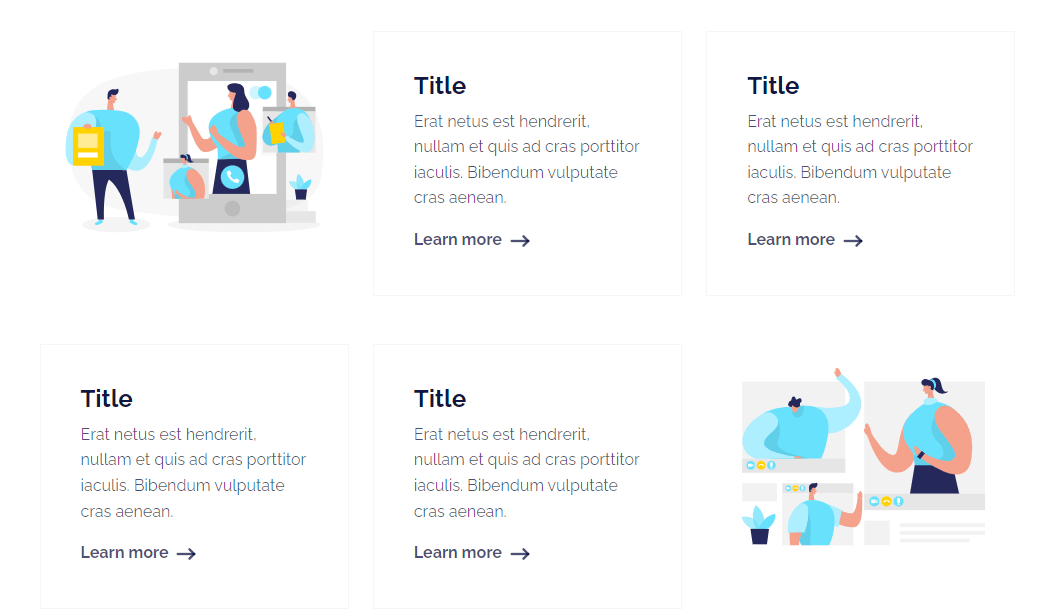 Title
Erat netus est hendrerit,
nullam et quis ad cras porttitor
iaculis. Bibendum vulputate
cras aenean.
Learn more
Title
Erat netus est hendrerit,
nullam et quis ad cras porttitor
iaculis. Bibendum vulputate
cras aenean.
Learn more
Title
Erat netus est hendrerit,
nullam et quis ad cras porttitor
iaculis. Bibendum vulputate
cras aenean.
Learn more
Title
Erat netus est hendrerit,
nullam et quis ad cras porttitor
iaculis. Bibendum vulputate
cras aenean.
Learn more